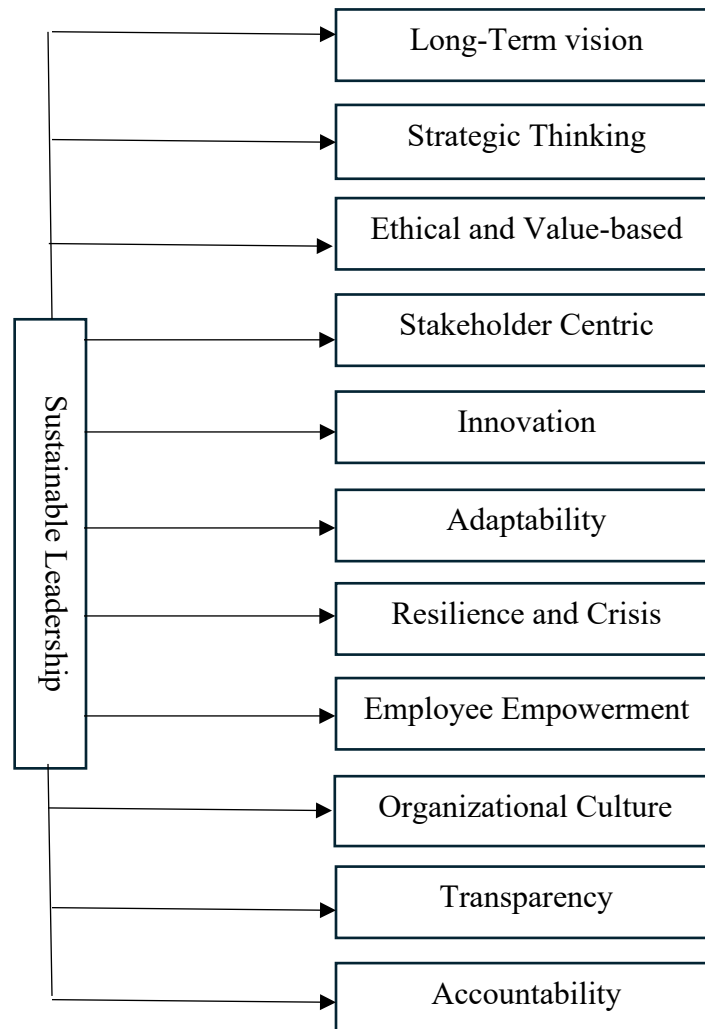 Long-Term vision
Strategic Thinking
Ethical and Value-based
Stakeholder Centric
Sustainable Leadership
Innovation
Adaptability
Resilience and Crisis
Employee Empowerment
Organizational Culture
Transparency
Accountability